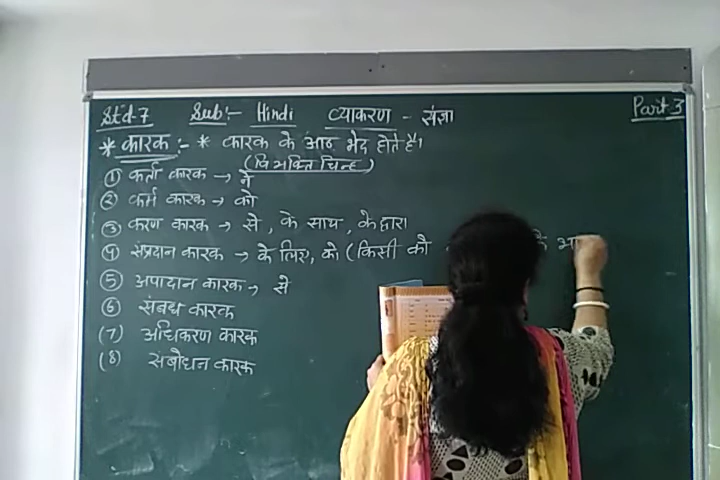 Std-7 Sub:- Hindi व्याकरण - संज्ञा Part-3
* कारक :- * कारक के आठ भेद होते है।
(विभक्ति चिन्ह)
① कर्ता कारक → ने
② कर्म कारक → को
③ करण कारक → से, के साथ, के द्वारा
④ संप्रदान कारक → के लिए, को (किसी को के
⑤ अपादान कारक → से
⑥ संबंध कारक
(7) अधिकरण कारक
(8) संबोधन कारक